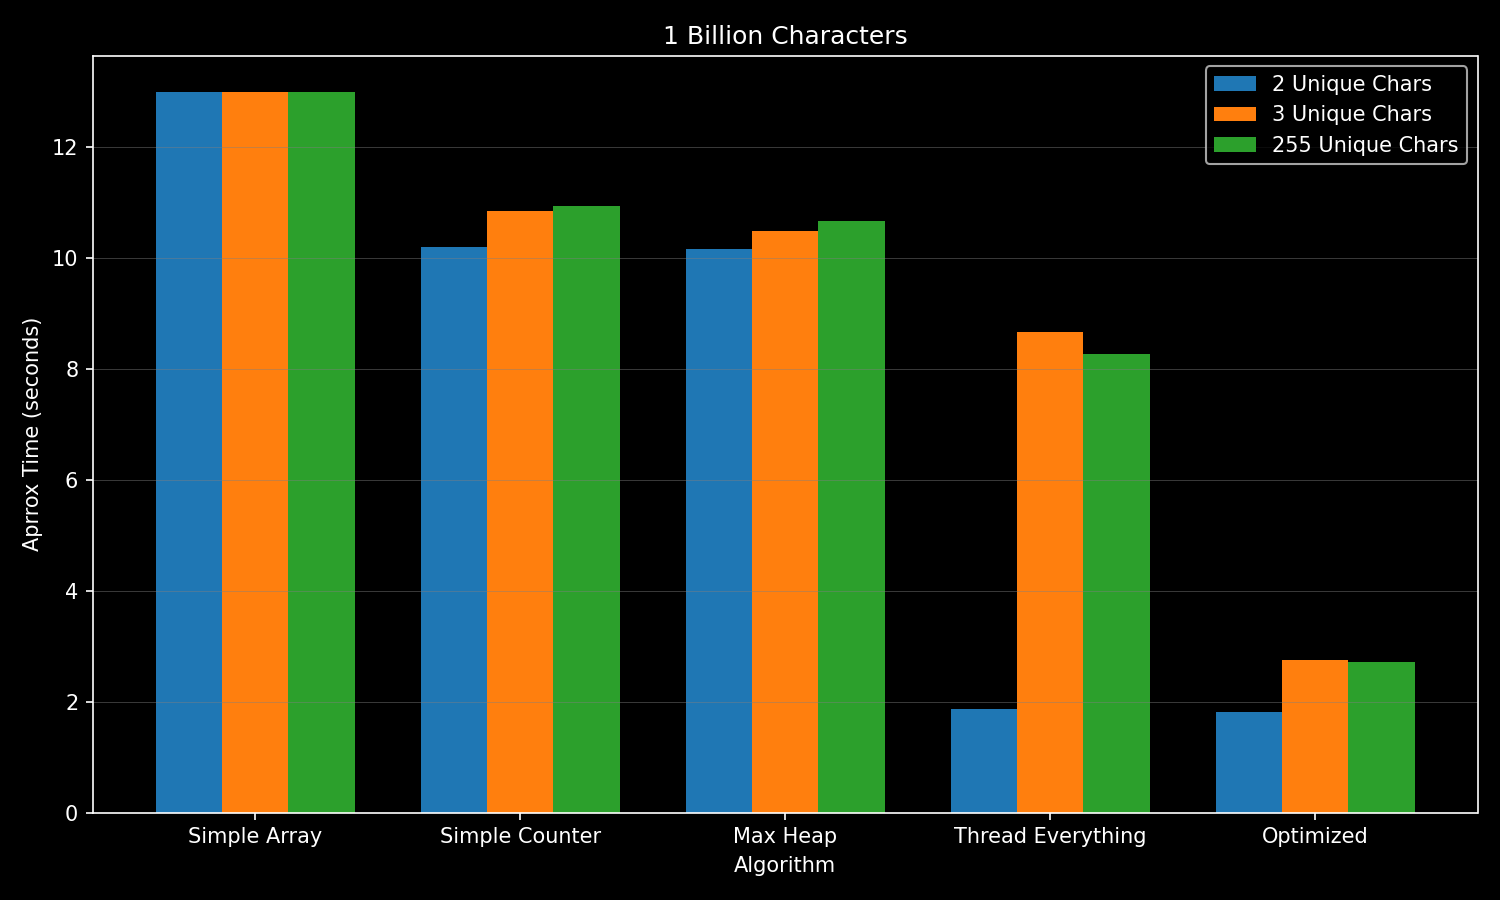 1 Billion Characters
2 Unique Chars
3 Unique Chars
255 Unique Chars
Aprrox Time (seconds)
12
10
8
6
4
2
0
Simple Array Simple Counter Max Heap Thread Everything Optimized
Algorithm